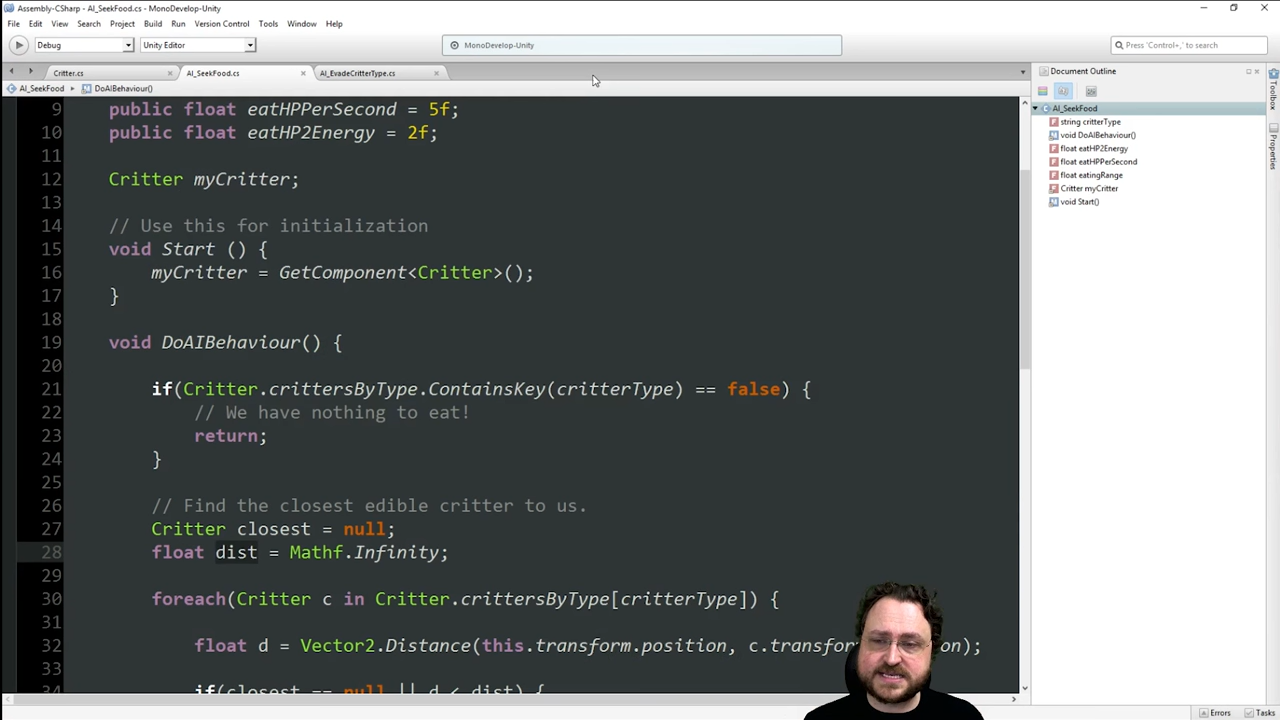 Assembly-CSharp - AI_SeekFood.cs - MonoDevelop-Unity
File Edit View Search Project Build Run Version Control Tools Window Help
Debug Unity Editor MonoDevelop-Unity Press 'Control+,' to search
Critter.cs AI_SeekFood.cs AI_EvadeCritterType.cs
AI_SeekFood DoAIBehaviour()
9 public float eatHPPerSecond = 5f;
10 public float eatHP2Energy = 2f;
11
12 Critter myCritter;
13
14 // Use this for initialization
15 void Start () {
16 myCritter = GetComponent<Critter>();
17 }
18
19 void DoAIBehaviour() {
20
21 if(Critter.crittersByType.ContainsKey(critterType) == false) {
22 // We have nothing to eat!
23 return;
24 }
25
26 // Find the closest edible critter to us.
27 Critter closest = null;
28 float dist = Mathf.Infinity;
29
30 foreach(Critter c in Critter.crittersByType[critterType]) {
31
32 float d = Vector2.Distance(this.transform.position, c.transf
33
34 if(closest == null || d < dist) {
Document Outline
AI_SeekFood
string critterType
void DoAIBehaviour()
float eatHP2Energy
float eatHPPerSecond
float eatingRange
Critter myCritter
void Start()
Toolbox
Properties
Errors Tasks